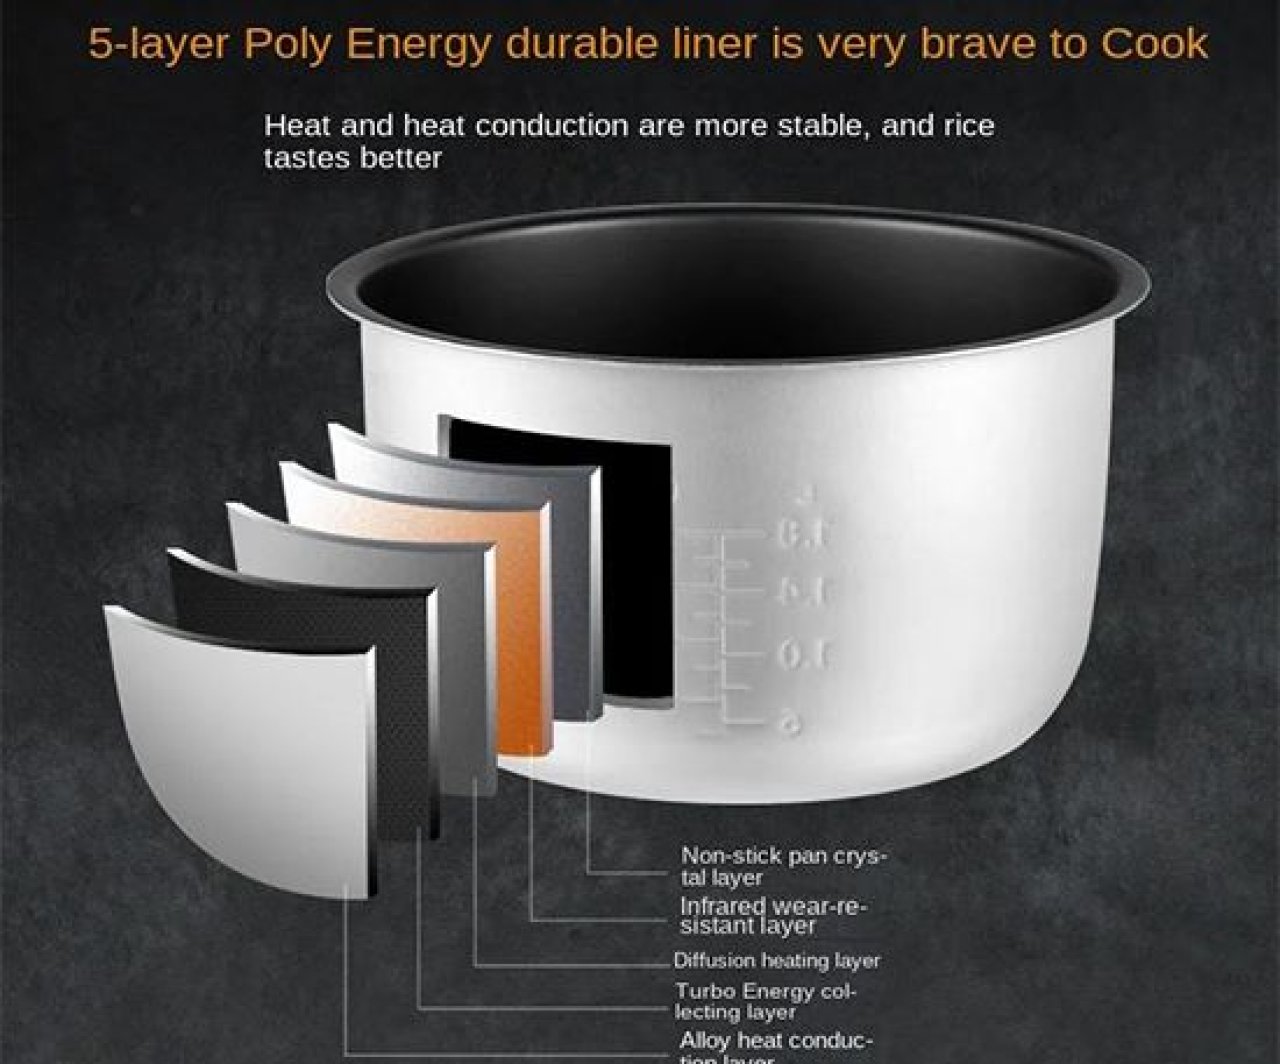 5-layer Poly Energy durable liner is very brave to Cook
Heat and heat conduction are more stable, and rice
tastes better
Non-stick pan crys-
tal layer
Infrared wear-re-
sistant layer
Diffusion heating layer
Turbo Energy col-
lecting layer
Alloy heat conduc-
tion layer